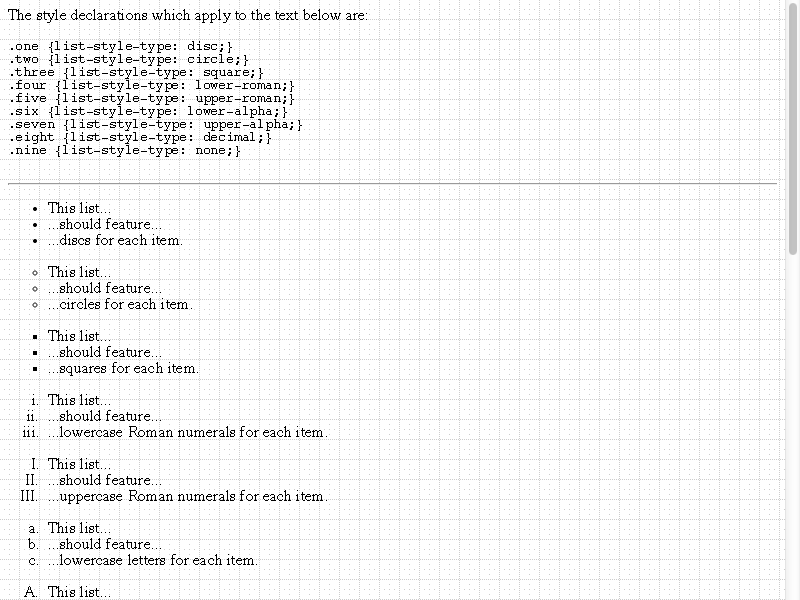 The style declarations which apply to the text below are:
.one {list-style-type: disc;}
.two {list-style-type: circle;}
.three {list-style-type: square;}
.four {list-style-type: lower-roman;}
.five {list-style-type: upper-roman;}
.six {list-style-type: lower-alpha;}
.seven {list-style-type: upper-alpha;}
.eight {list-style-type: decimal;}
.nine {list-style-type: none;}
• This list...
• ...should feature...
• ...discs for each item.
◦ This list...
◦ ...should feature...
◦ ...circles for each item.
▪ This list...
▪ ...should feature...
▪ ...squares for each item.
i. This list...
ii. ...should feature...
iii. ...lowercase Roman numerals for each item.
I. This list...
II. ...should feature...
III. ...uppercase Roman numerals for each item.
a. This list...
b. ...should feature...
c. ...lowercase letters for each item.
A. This list...